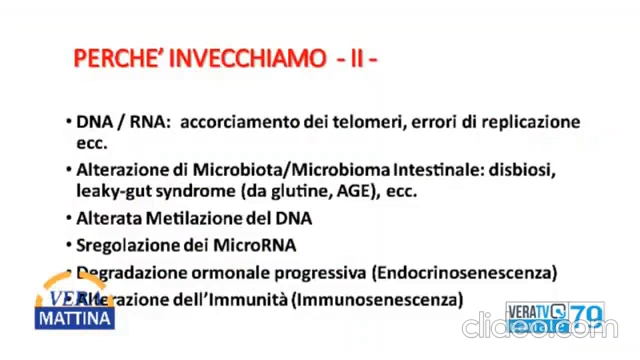 PERCHE’ INVECCHIAMO - II -
• DNA / RNA: accorciamento dei telomeri, errori di replicazione
ecc.
• Alterazione di Microbiota/Microbioma Intestinale: disbiosi,
leaky-gut syndrome (da glutine, AGE), ecc.
• Alterata Metilazione del DNA
• Sregolazione dei MicroRNA
• Degradazione ormonale progressiva (Endocrinosenescenza)
• Alterazione dell’Immunità (Immunosenescenza)
VERA
MATTINA
VERATV
79
clideo.com